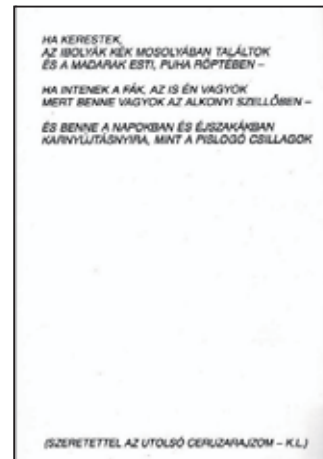 HA KERESTEK,
AZ IBOLYÁK KÉK MOSOLYÁBAN TALÁLTOK
ÉS A MADARAK ESTI, PUHA RÖPTÉBEN –
HA INTENEK A FÁK, AZ IS ÉN VAGYOK
MERT BENNE VAGYOK AZ ALKONYI SZELLŐBEN –
ÉS BENNE A NAPOKBAN ÉS ÉJSZAKÁKBAN
KARNYÚJTÁSNYIRA, MINT A PISLOGÓ CSILLAGOK
(SZERETETTEL AZ UTOLSÓ CERUZARAJZOM – K.L.)